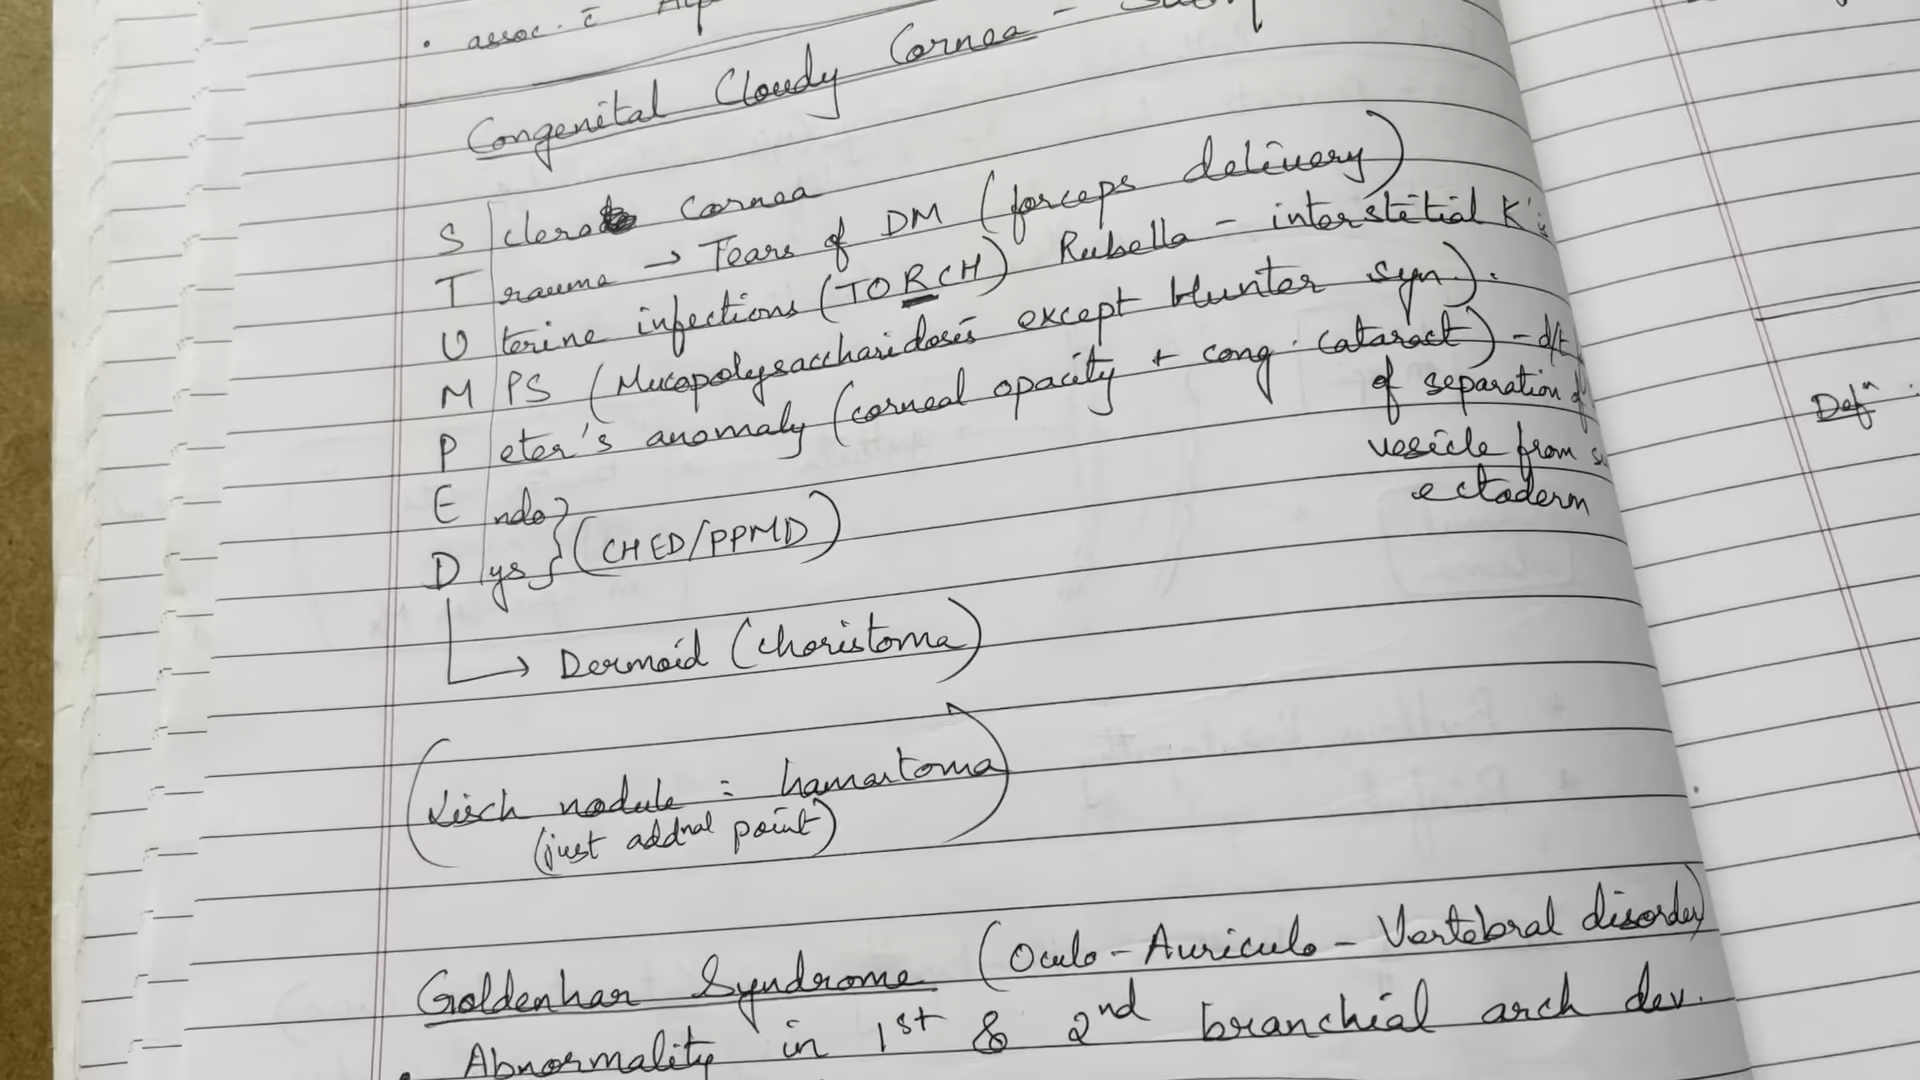 • assoc. c̄
Congenital Cloudy Cornea -
S clera cornea
T rauma → Tears of DM (forceps delivery)
U terine infections (TORCH) Rubella - interstitial K's
M PS (Mucopolysaccharidosis except Hunter syn).
P eter's anomaly (corneal opacity + cong. cataract) - d/t
of separation of
vesicle from
ectoderm
E ndo
D ys } (CHED/PPMD)
→ Dermoid (choristoma)
(Lisch nodule : hamartoma)
(just addnal point)
Goldenhar Syndrome (Oculo-Auriculo-Vertebral disorder)
• Abnormality in 1st & 2nd branchial arch dev.
Defn :